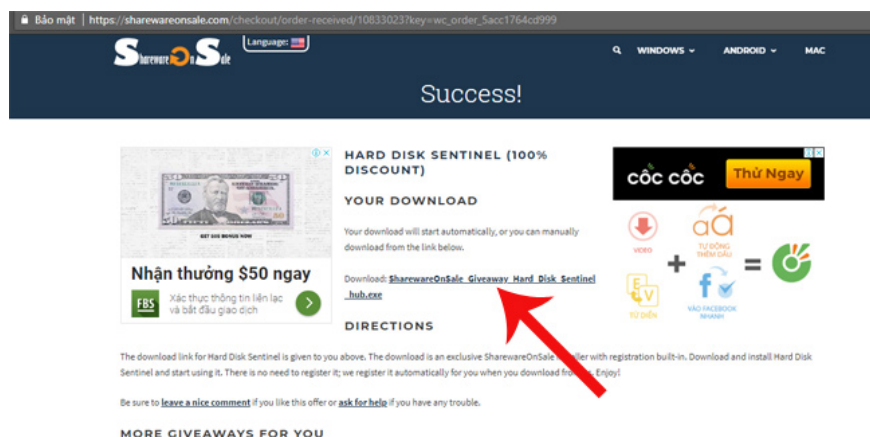 Bảo mật | https://sharewareonsale.com/checkout/order-received/10833023?key=wc_order_5acc1764cd999
SharewareOnSale
Language:
WINDOWS
ANDROID
MAC
Success!
GET $50 BONUS NOW
Nhận thưởng $50 ngay
FBS
Xác thực thông tin liên lạc
và bắt đầu giao dịch
HARD DISK SENTINEL (100%
DISCOUNT)
YOUR DOWNLOAD
Your download will start automatically, or you can manually
download from the link below.
Download: SharewareOnSale_Giveaway_Hard_Disk_Sentinel
_hub.exe
DIRECTIONS
cốc cốc
Thử Ngay
VIDEO
aá
TỰ ĐỘNG
THÊM DẤU
E V
TỪ ĐIỂN
VÀO FACEBOOK
NHANH
The download link for Hard Disk Sentinel is given to you above. The download is an exclusive SharewareOnSale ller with registration built-in. Download and install Hard Disk
Sentinel and start using it. There is no need to register it; we register it automatically for you when you download Enjoy!
Be sure to leave a nice comment if you like this offer or ask for help if you have any trouble.
MORE GIVEAWAYS FOR YOU